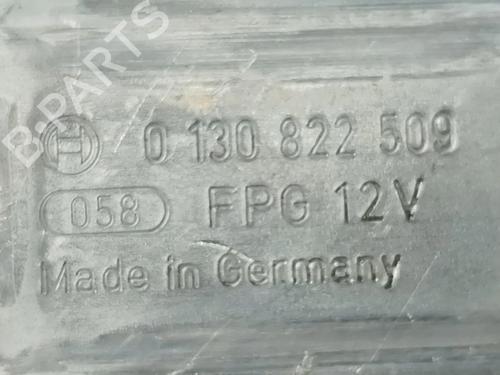 B-PARTS
0 130 822 509
058 FPG 12V
Made in Germany